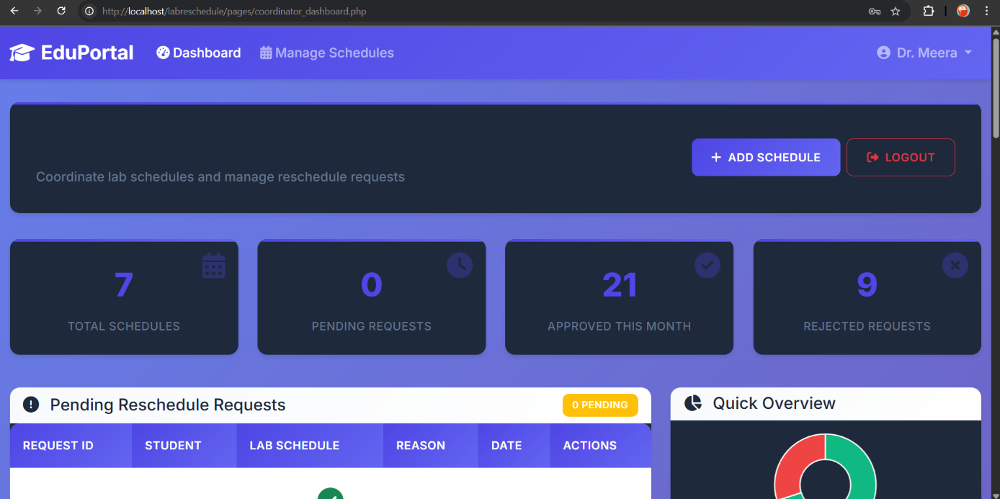 http://localhost/labreschedule/pages/coordinator_dashboard.php
EduPortal
Dashboard
Manage Schedules
Dr. Meera
Coordinate lab schedules and manage reschedule requests
ADD SCHEDULE
LOGOUT
7
TOTAL SCHEDULES
0
PENDING REQUESTS
21
APPROVED THIS MONTH
9
REJECTED REQUESTS
Pending Reschedule Requests
0 PENDING
REQUEST ID STUDENT LAB SCHEDULE REASON DATE ACTIONS
Quick Overview